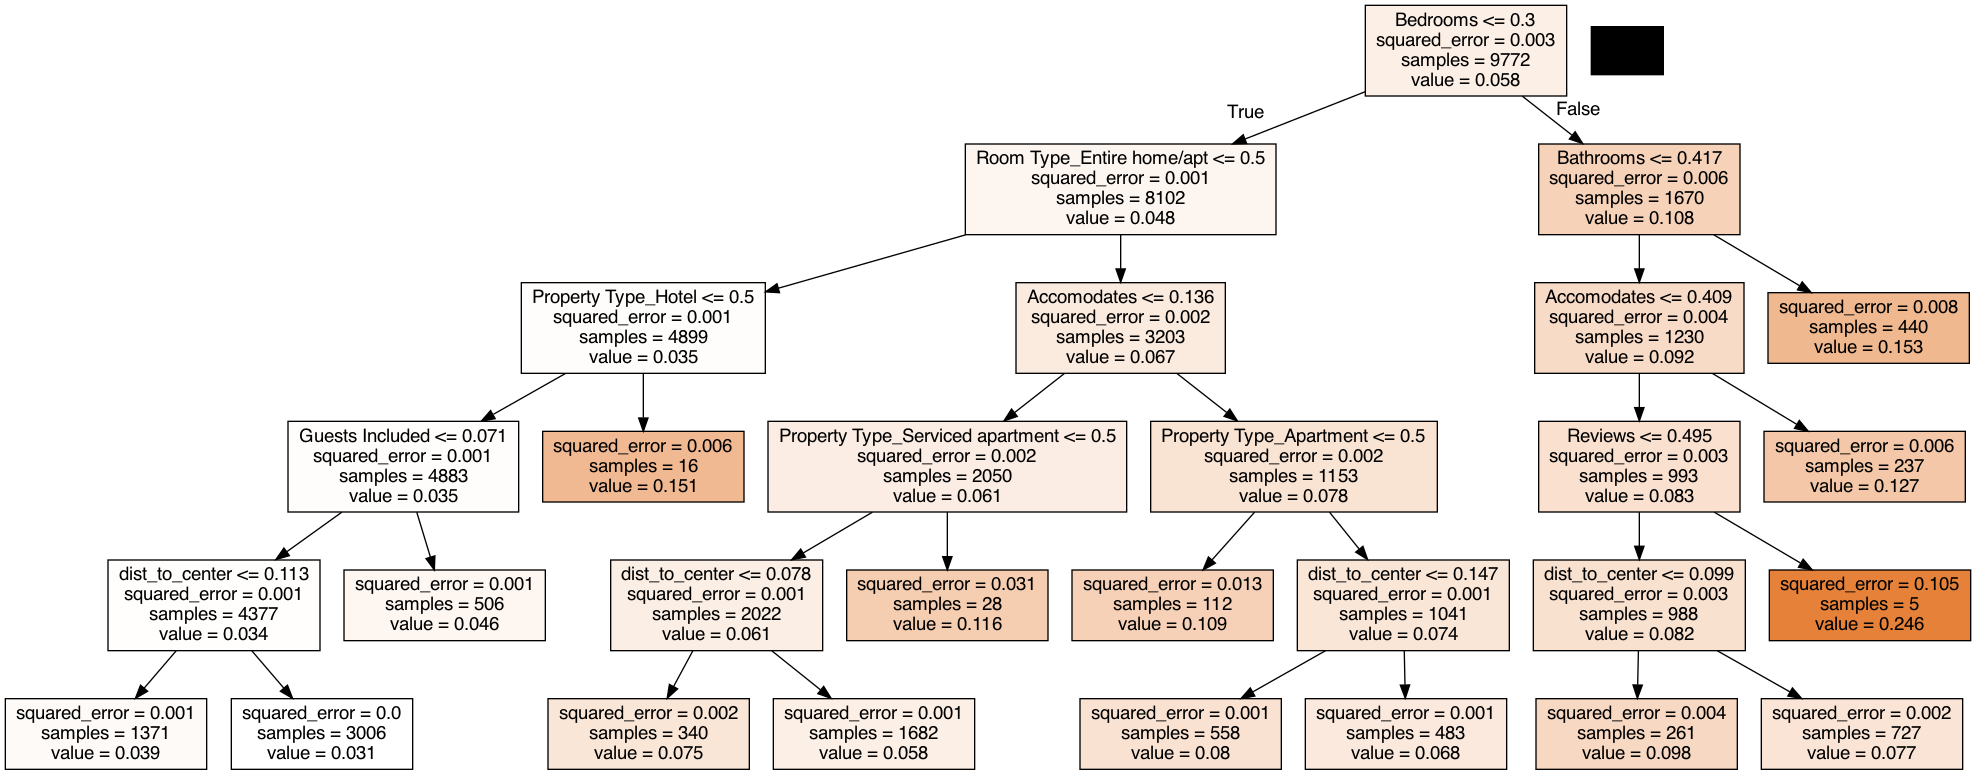 Bedrooms <= 0.3
squared_error = 0.003
samples = 9772
value = 0.058
True
False
Room Type_Entire home/apt <= 0.5
squared_error = 0.001
samples = 8102
value = 0.048
Bathrooms <= 0.417
squared_error = 0.006
samples = 1670
value = 0.108
Property Type_Hotel <= 0.5
squared_error = 0.001
samples = 4899
value = 0.035
Accomodates <= 0.136
squared_error = 0.002
samples = 3203
value = 0.067
Accomodates <= 0.409
squared_error = 0.004
samples = 1230
value = 0.092
squared_error = 0.008
samples = 440
value = 0.153
Guests Included <= 0.071
squared_error = 0.001
samples = 4883
value = 0.035
squared_error = 0.006
samples = 16
value = 0.151
Property Type_Serviced apartment <= 0.5
squared_error = 0.002
samples = 2050
value = 0.061
Property Type_Apartment <= 0.5
squared_error = 0.002
samples = 1153
value = 0.078
Reviews <= 0.495
squared_error = 0.003
samples = 993
value = 0.083
squared_error = 0.006
samples = 237
value = 0.127
dist_to_center <= 0.113
squared_error = 0.001
samples = 4377
value = 0.034
squared_error = 0.001
samples = 506
value = 0.046
dist_to_center <= 0.078
squared_error = 0.001
samples = 2022
value = 0.061
squared_error = 0.031
samples = 28
value = 0.116
squared_error = 0.013
samples = 112
value = 0.109
dist_to_center <= 0.147
squared_error = 0.001
samples = 1041
value = 0.074
dist_to_center <= 0.099
squared_error = 0.003
samples = 988
value = 0.082
squared_error = 0.105
samples = 5
value = 0.246
squared_error = 0.001
samples = 1371
value = 0.039
squared_error = 0.0
samples = 3006
value = 0.031
squared_error = 0.002
samples = 340
value = 0.075
squared_error = 0.001
samples = 1682
value = 0.058
squared_error = 0.001
samples = 558
value = 0.08
squared_error = 0.001
samples = 483
value = 0.068
squared_error = 0.004
samples = 261
value = 0.098
squared_error = 0.002
samples = 727
value = 0.077